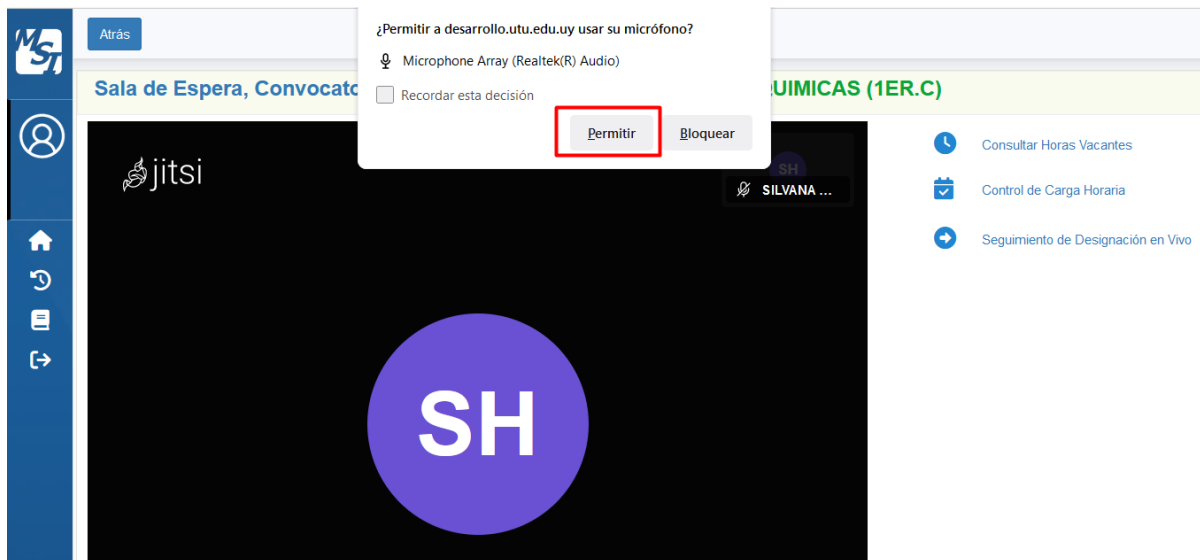 MST
Atrás
¿Permitir a desarrollo.utu.edu.uy usar su micrófono?
Microphone Array (Realtek(R) Audio)
Recordar esta decisión
Permitir
Bloquear
Sala de Espera, Convocato
UIMICAS (1ER.C)
jitsi
SH
SILVANA ...
SH
Consultar Horas Vacantes
Control de Carga Horaria
Seguimiento de Designación en Vivo